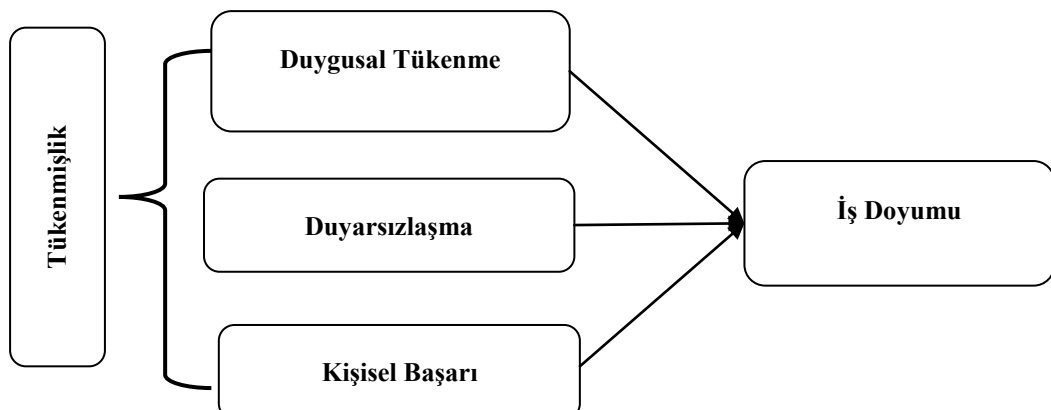 Tükenmişlik
Duygusal Tükenme
Duyarsızlaşma
Kişisel Başarı
İş Doyumu